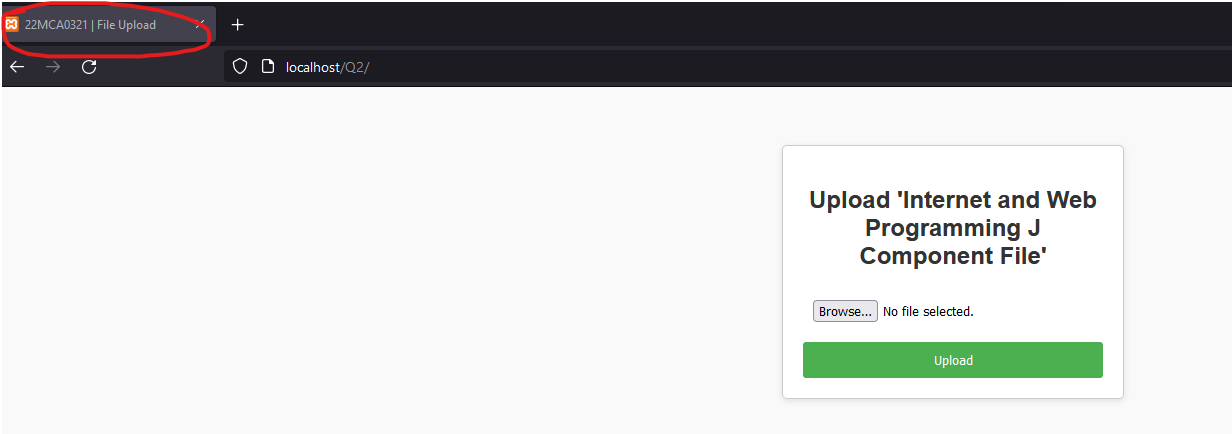 22MCA0321 | File Upload
localhost/Q2/
Upload 'Internet and Web
Programming J
Component File'
Browse... No file selected.
Upload